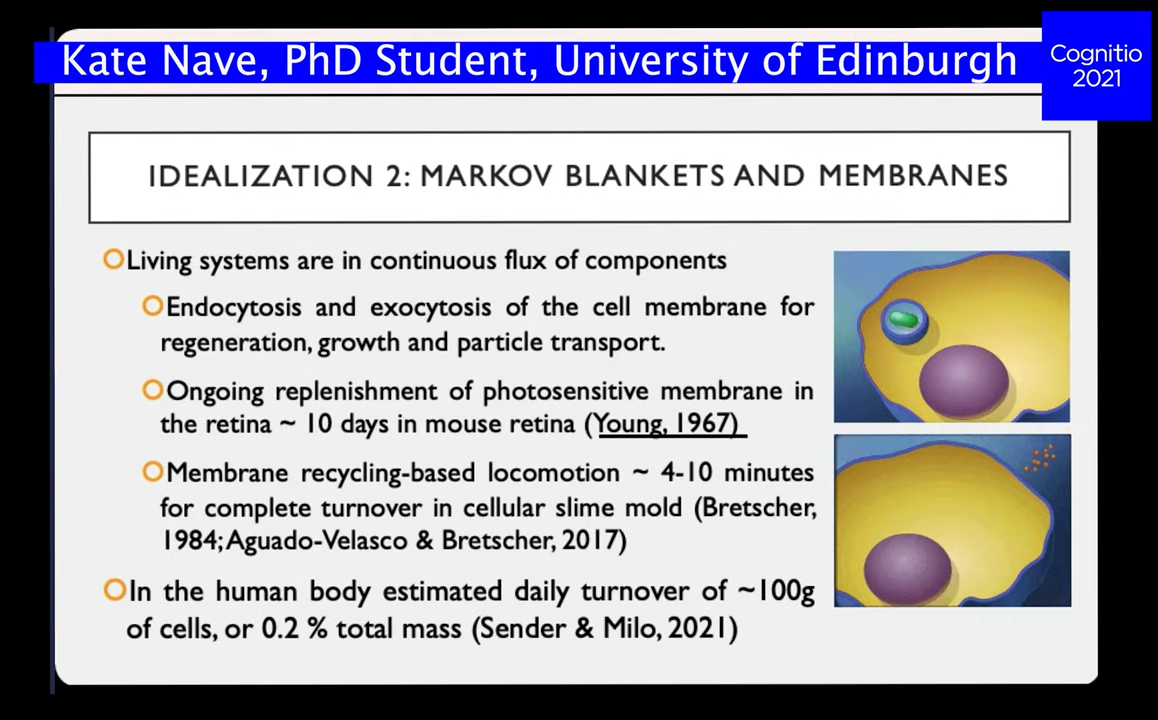 Kate Nave, PhD Student, University of Edinburgh
Cognitio
2021
IDEALIZATION 2: MARKOV BLANKETS AND MEMBRANES
Living systems are in continuous flux of components
Endocytosis and exocytosis of the cell membrane for
regeneration, growth and particle transport.
Ongoing replenishment of photosensitive membrane in
the retina ~ 10 days in mouse retina (Young, 1967)
Membrane recycling-based locomotion ~ 4-10 minutes
for complete turnover in cellular slime mold (Bretscher,
1984; Aguado-Velasco & Bretscher, 2017)
In the human body estimated daily turnover of ~100g
of cells, or 0.2 % total mass (Sender & Milo, 2021)